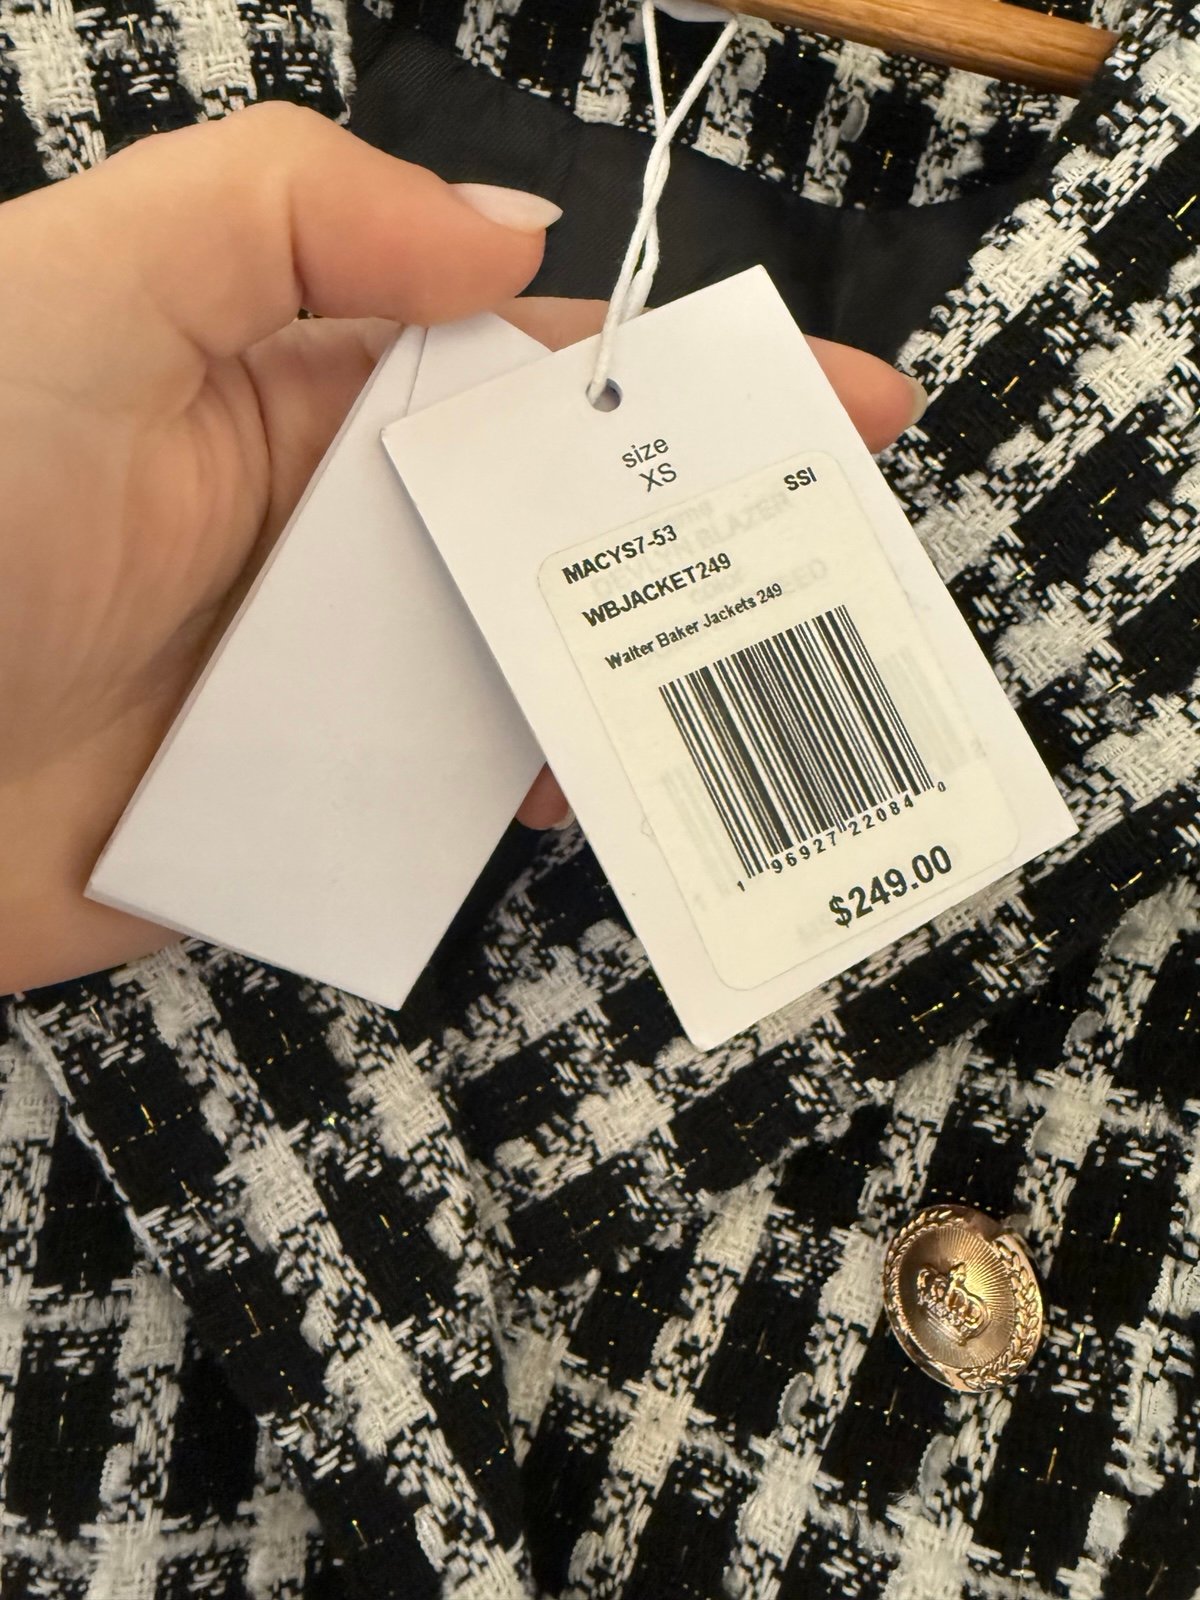 size
XS
SSI
MACYS7-53
WBJACKET249
Walter Baker Jackets 249
1 96927 22084 0
$249.00